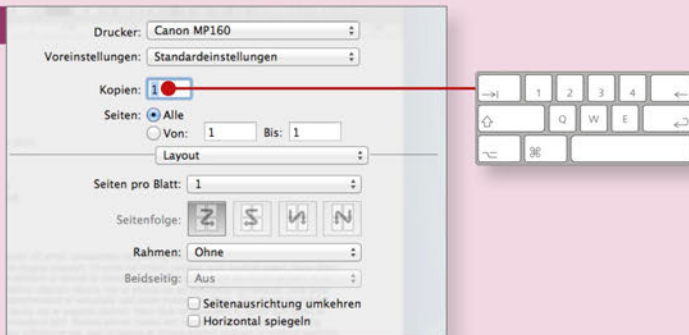 Drucker: Canon MP160
Voreinstellungen: Standardeinstellungen
Kopien: 1
Seiten: Alle
Von: 1 Bis: 1
Layout
Seiten pro Blatt: 1
Seitenfolge:
Rahmen: Ohne
Beidseitig: Aus
Seitenausrichtung umkehren
Horizontal spiegeln
1 2 3 4
Q W E